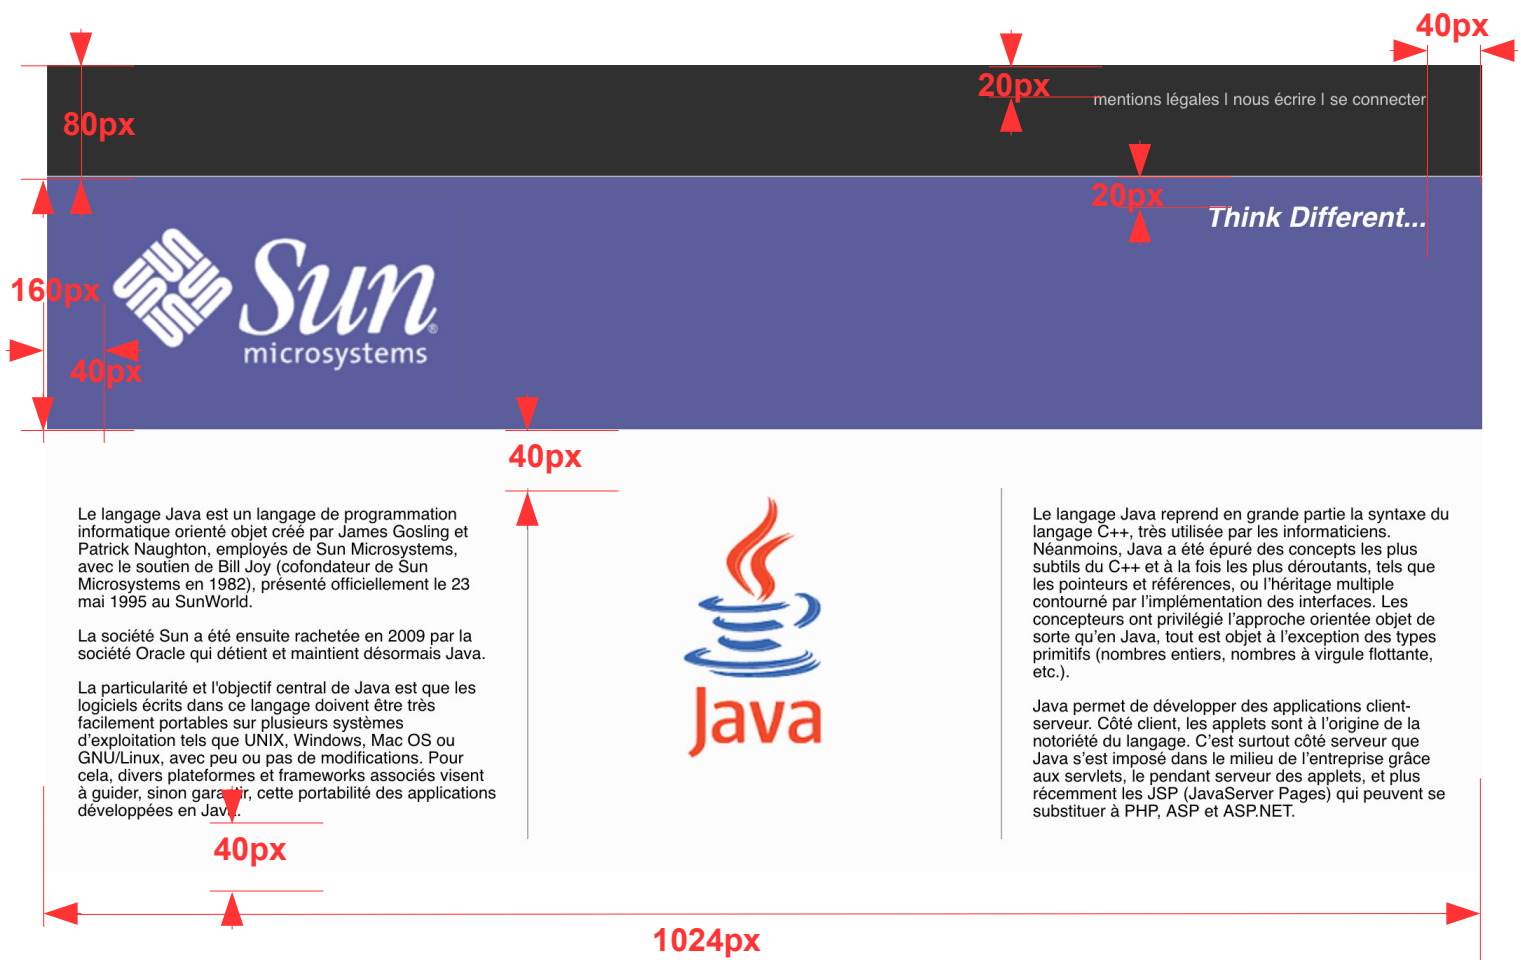 40px
20px
mentions légales | nous écrire | se connecter
80px
20px
Think Different...
160px
Sun
®
microsystems
40px
40px
Le langage Java est un langage de programmation
informatique orienté objet créé par James Gosling et
Patrick Naughton, employés de Sun Microsystems,
avec le soutien de Bill Joy (cofondateur de Sun
Microsystems en 1982), présenté officiellement le 23
mai 1995 au SunWorld.
La société Sun a été ensuite rachetée en 2009 par la
société Oracle qui détient et maintient désormais Java.
La particularité et l'objectif central de Java est que les
logiciels écrits dans ce langage doivent être très
facilement portables sur plusieurs systèmes
d’exploitation tels que UNIX, Windows, Mac OS ou
GNU/Linux, avec peu ou pas de modifications. Pour
cela, divers plateformes et frameworks associés visent
à guider, sinon garantir, cette portabilité des applications
développées en Java.
Java
Le langage Java reprend en grande partie la syntaxe du
langage C++, très utilisée par les informaticiens.
Néanmoins, Java a été épuré des concepts les plus
subtils du C++ et à la fois les plus déroutants, tels que
les pointeurs et références, ou l’héritage multiple
contourné par l’implémentation des interfaces. Les
concepteurs ont privilégié l’approche orientée objet de
sorte qu’en Java, tout est objet à l’exception des types
primitifs (nombres entiers, nombres à virgule flottante,
etc.).
Java permet de développer des applications client-
serveur. Côté client, les applets sont à l’origine de la
notoriété du langage. C’est surtout côté serveur que
Java s’est imposé dans le milieu de l’entreprise grâce
aux servlets, le pendant serveur des applets, et plus
récemment les JSP (JavaServer Pages) qui peuvent se
substituer à PHP, ASP et ASP.NET.
40px
1024px